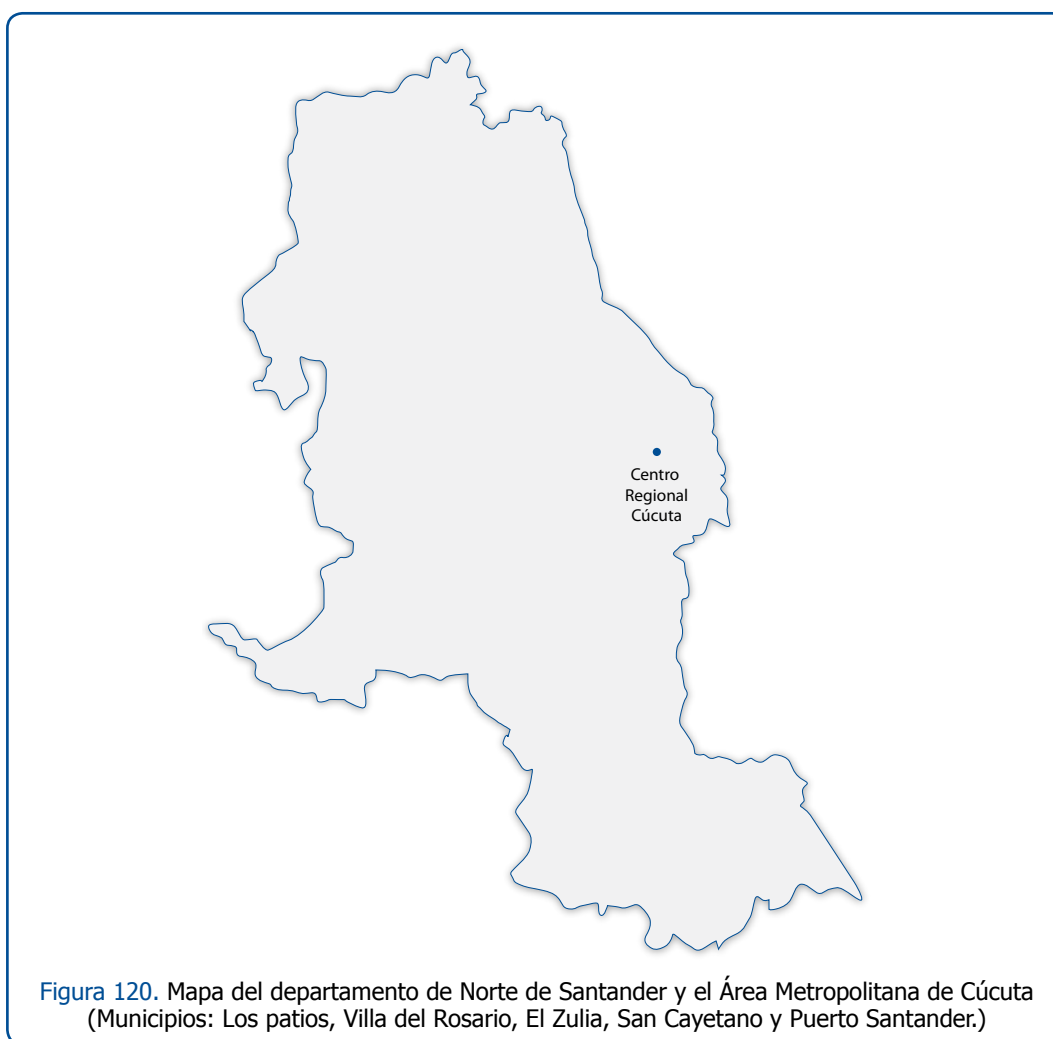 Centro
Regional
Cúcuta
Figura 120. Mapa del departamento de Norte de Santander y el Área Metropolitana de Cúcuta
(Municipios: Los patios, Villa del Rosario, El Zulia, San Cayetano y Puerto Santander.)